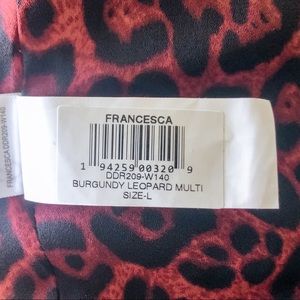 FRANCESCA
1 94259 00320 9
DDR209-W140
BURGUNDY LEOPARD MULTI
SIZE-L
FRANCESCA DDR209-W140